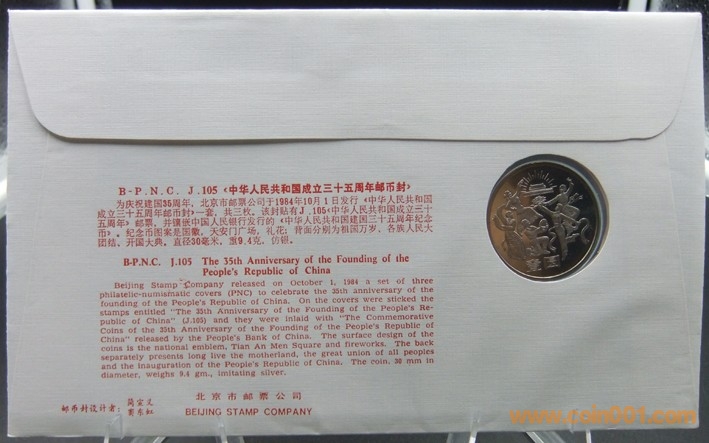 B-P.N.C. J.105《中华人民共和国成立三十五周年邮币封》
为庆祝建国35周年，北京市邮票公司于1984年10月1日发行《中华人民共和国
成立三十五周年邮币封》一套，共三枚。该封贴有J.105《中华人民共和国成立三十
五周年》邮票，并镶嵌中国人民银行发行的《中华人民共和国建国三十五周年纪念
币》。纪念币图案是国徽，天安门广场，礼花；背面分别为祖国万岁、各族人民大
团结、开国大典，直径30毫米，重9.4克，仿银。
B-P.N.C. J.105 The 35th Anniversary of the Founding of the
People's Republic of China
Beijing Stamp Company released on October 1, 1984 a set of three
philatelic-numismatic covers (PNC) to celebrate the 35th anniversary of the
founding of the People's Republic of China. On the covers were sticked the
stamps entitled "The 35th Anniversary of the Founding of the People's Re-
public of China" (J.105) and they were inlaid with "The Commemorative
Coins of the 35th Anniversary of the Founding of the People's Republic of
China" released by the People's Bank of China. The surface design of the
coins is the national emblem, Tian An Men Square and fireworks. The back
separately presents long live the motherland, the great union of all peoples
and the inauguration of the People's Republic of China. The coin, 30 mm in
diameter, weighs 9.4 gm., imitating silver.
壹圆
邮币封设计者：
北京市邮票公司
BEIJING STAMP COMPANY
www.coin001.com